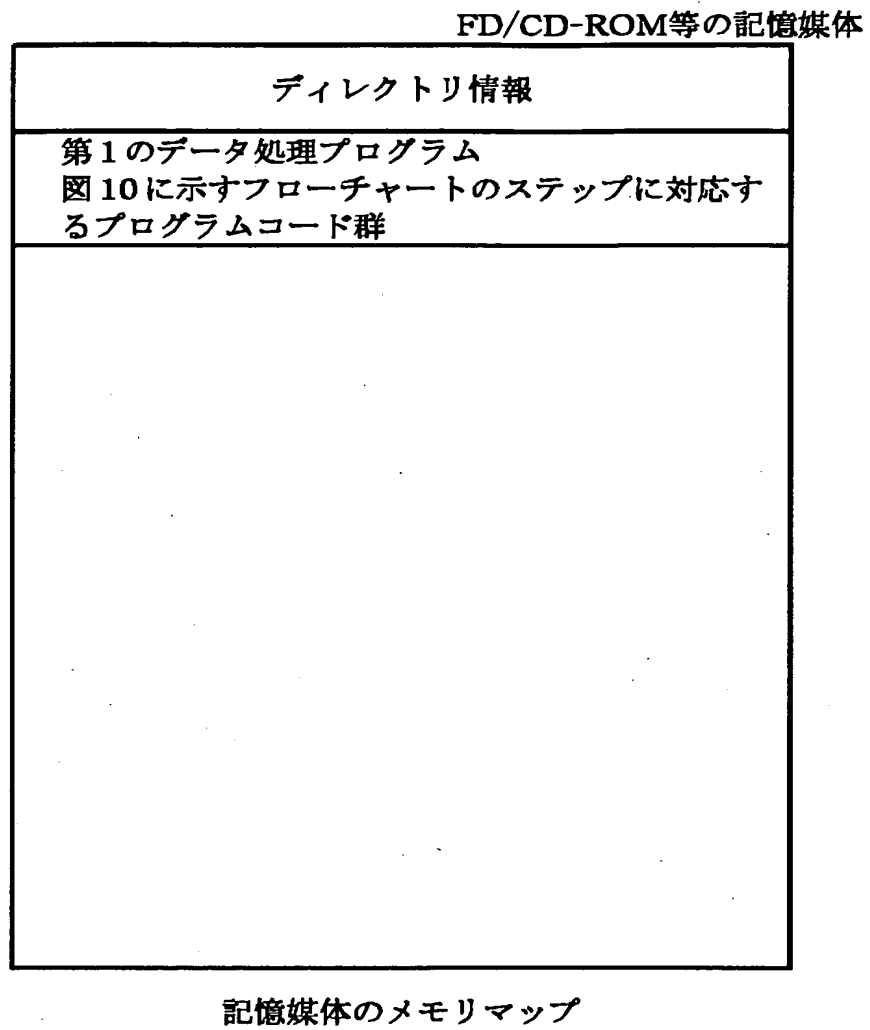 FD/CD-ROM等の記憶媒体
ディレクトリ情報
第1のデータ処理プログラム
図10に示すフローチャートのステップに対応す
るプログラムコード群
記憶媒体のメモリマップ